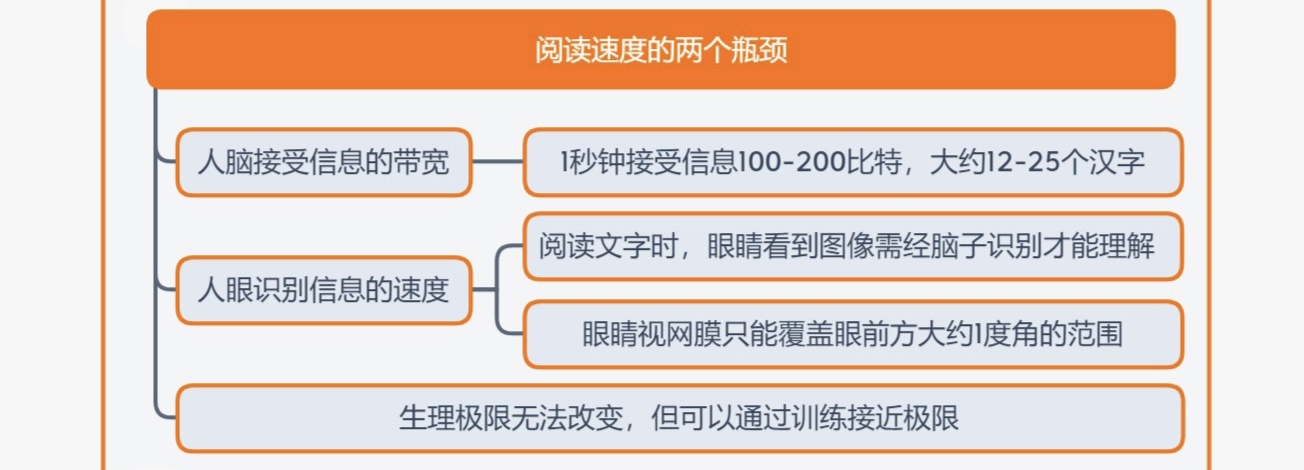 阅读速度的两个瓶颈
人脑接受信息的带宽
1秒钟接受信息100-200比特，大约12-25个汉字
人眼识别信息的速度
阅读文字时，眼睛看到图像需经脑子识别才能理解
眼睛视网膜只能覆盖眼前方大约1度角的范围
生理极限无法改变，但可以通过训练接近极限